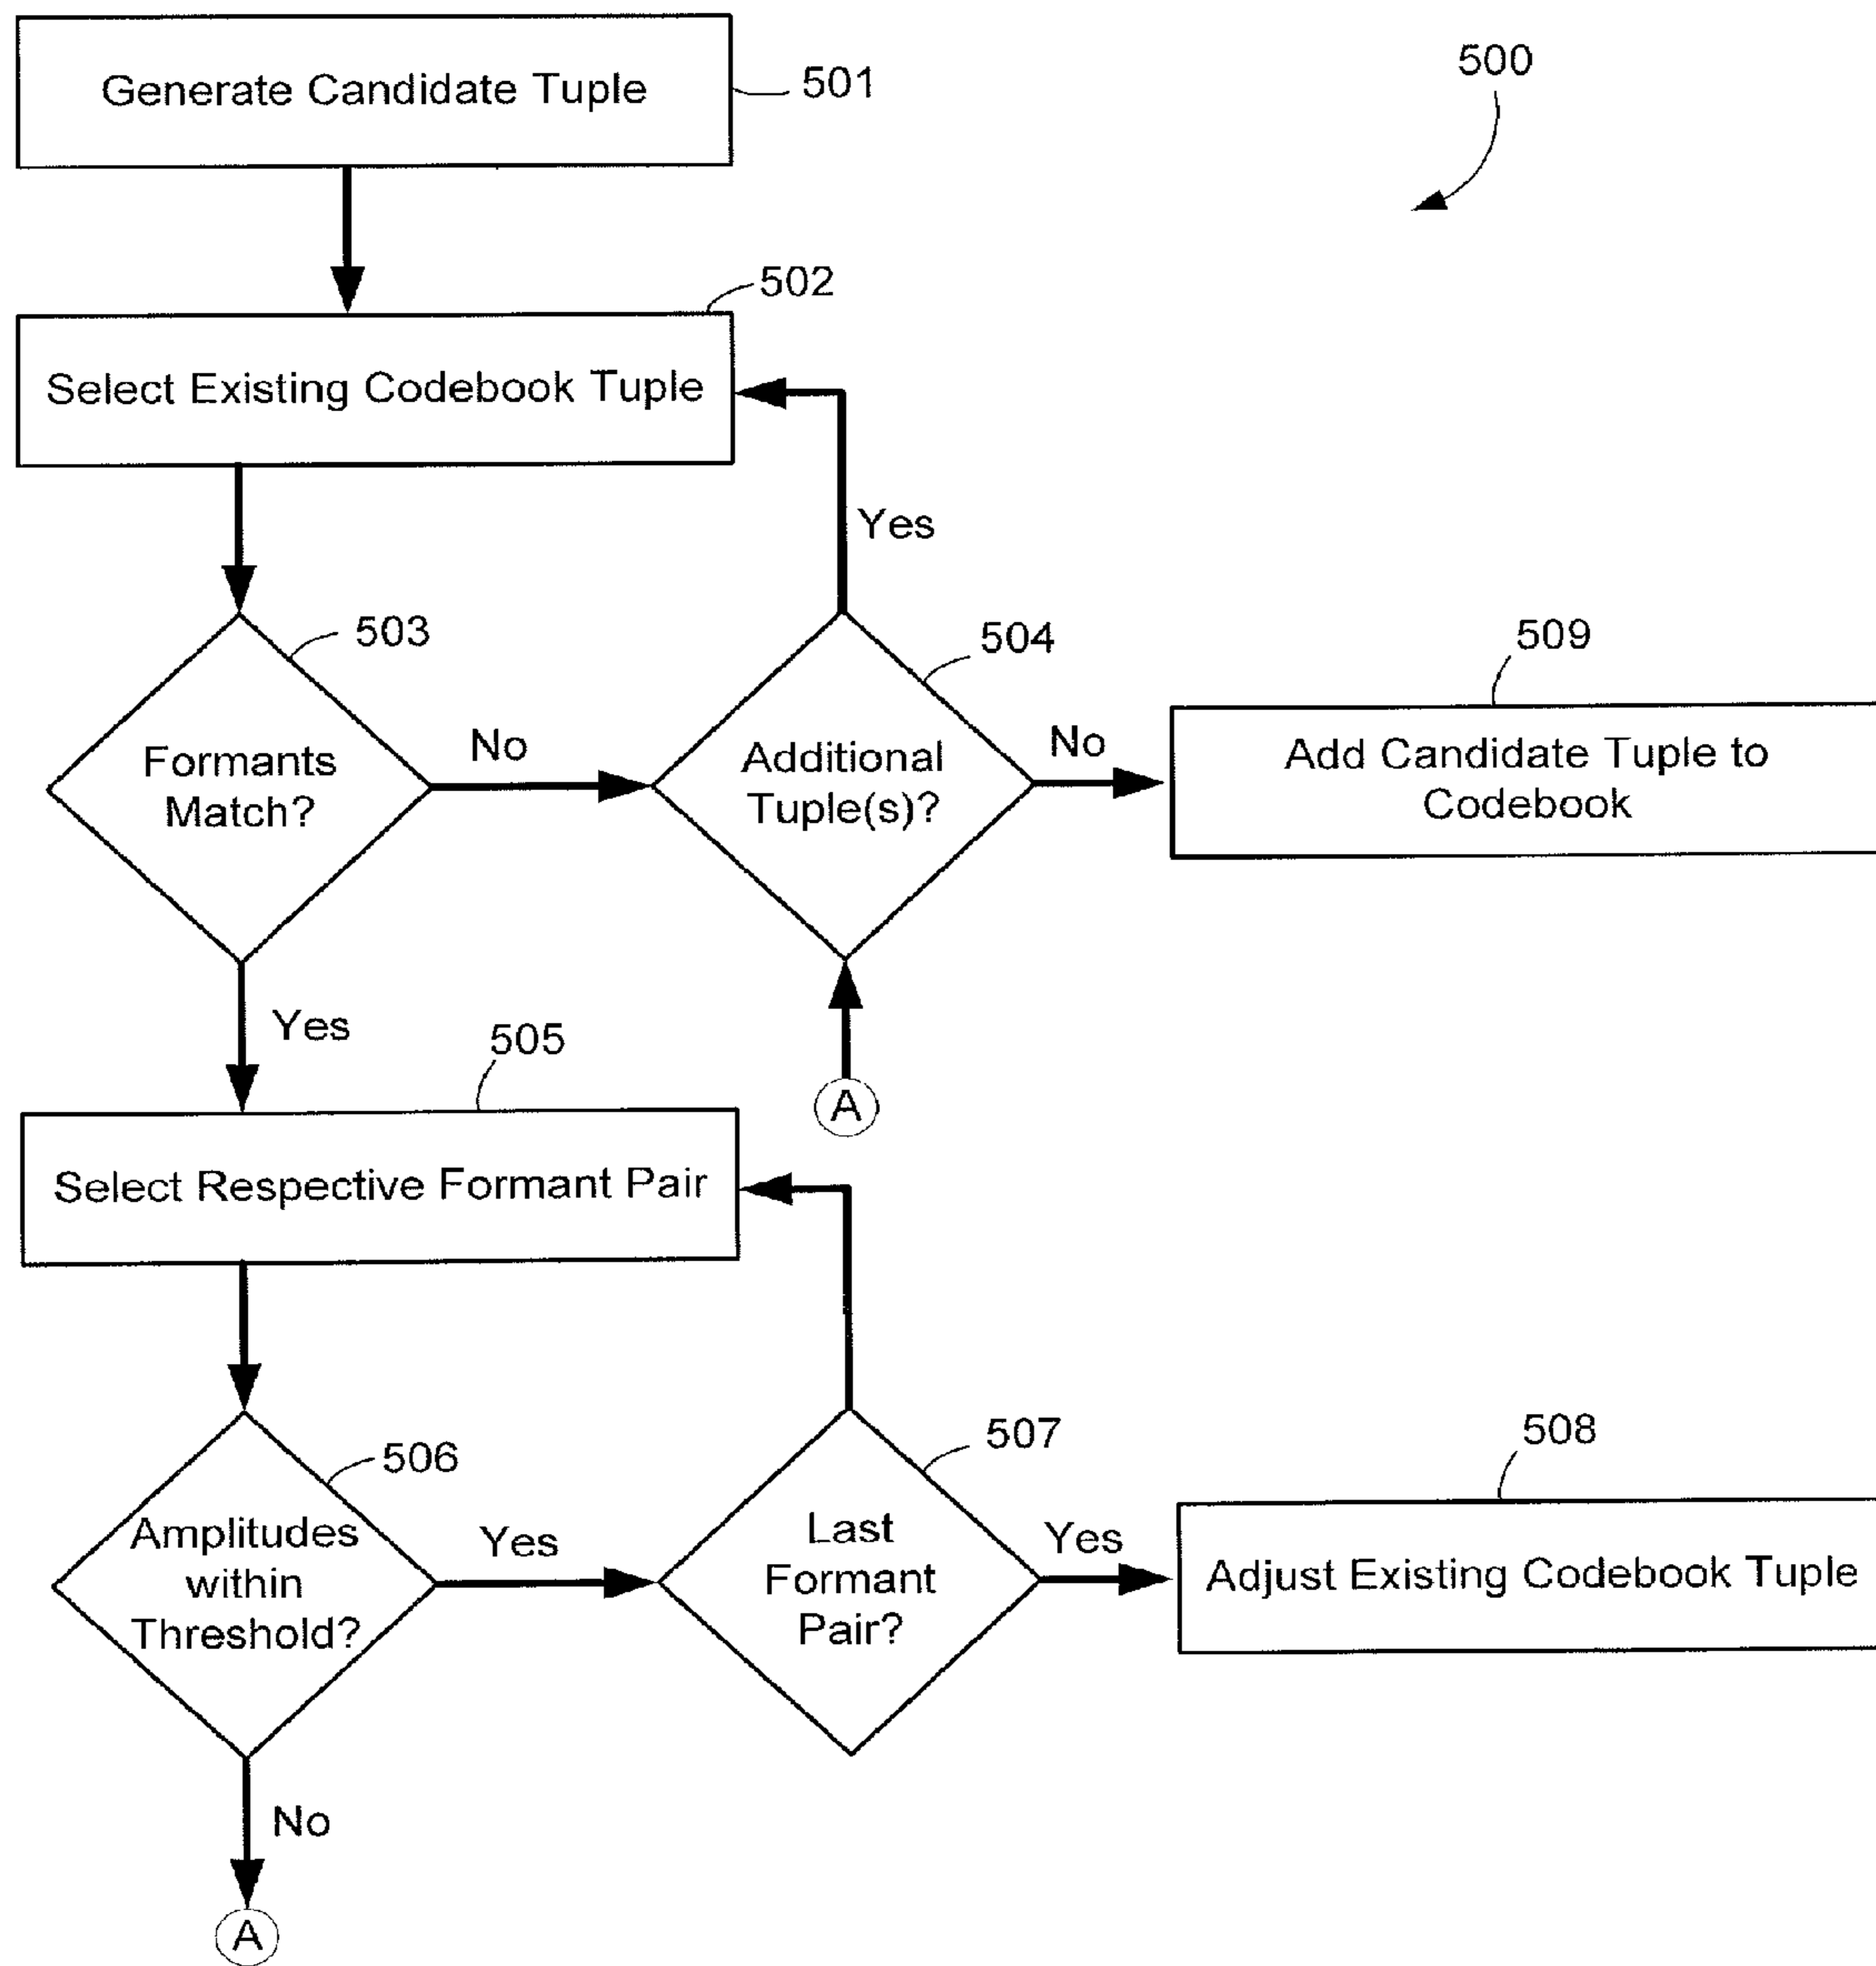 Generate Candidate Tuple
501
500
502
Select Existing Codebook Tuple
Yes
503
504
509
Formants
Match?
No
Additional
Tuple(s)?
No
Add Candidate Tuple to
Codebook
Yes
505
A
Select Respective Formant Pair
506
507
508
Amplitudes
within
Threshold?
Yes
Last
Formant
Pair?
Yes
Adjust Existing Codebook Tuple
No
A